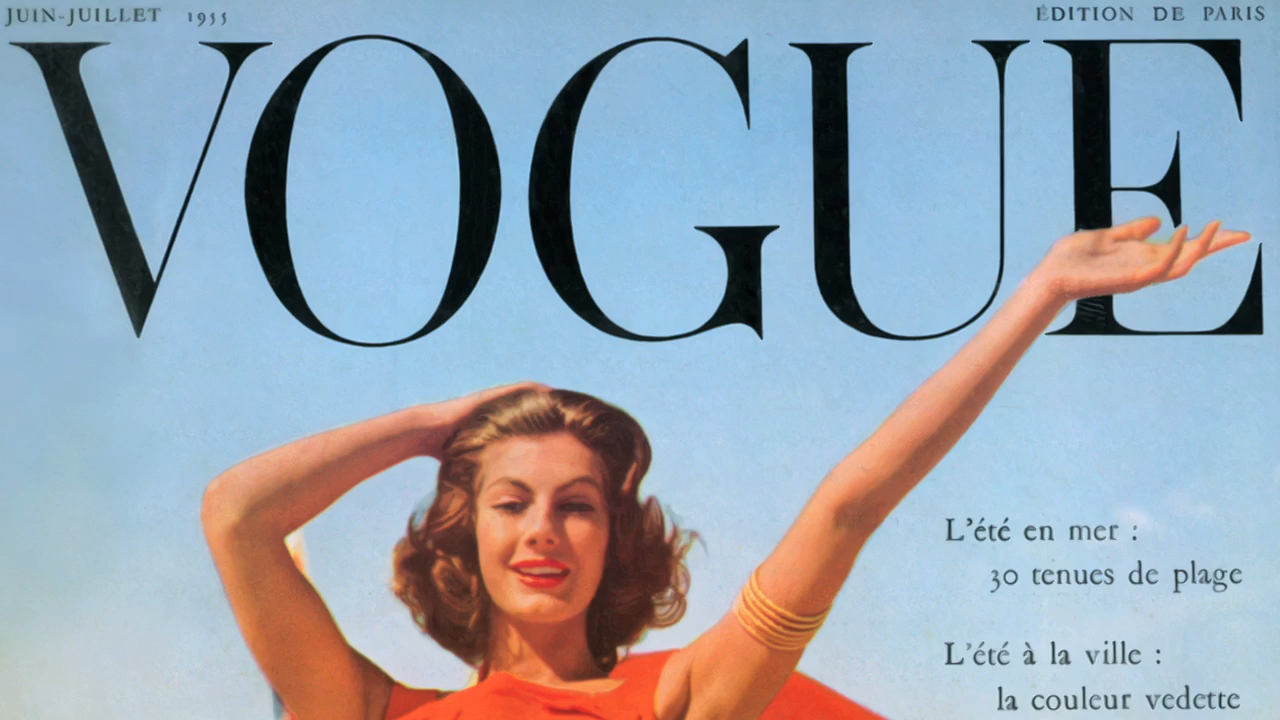 JUIN-JUILLET 1955 ÉDITION DE PARIS
VOGUE
L'été en mer :
30 tenues de plage
L'été à la ville :
la couleur vedette